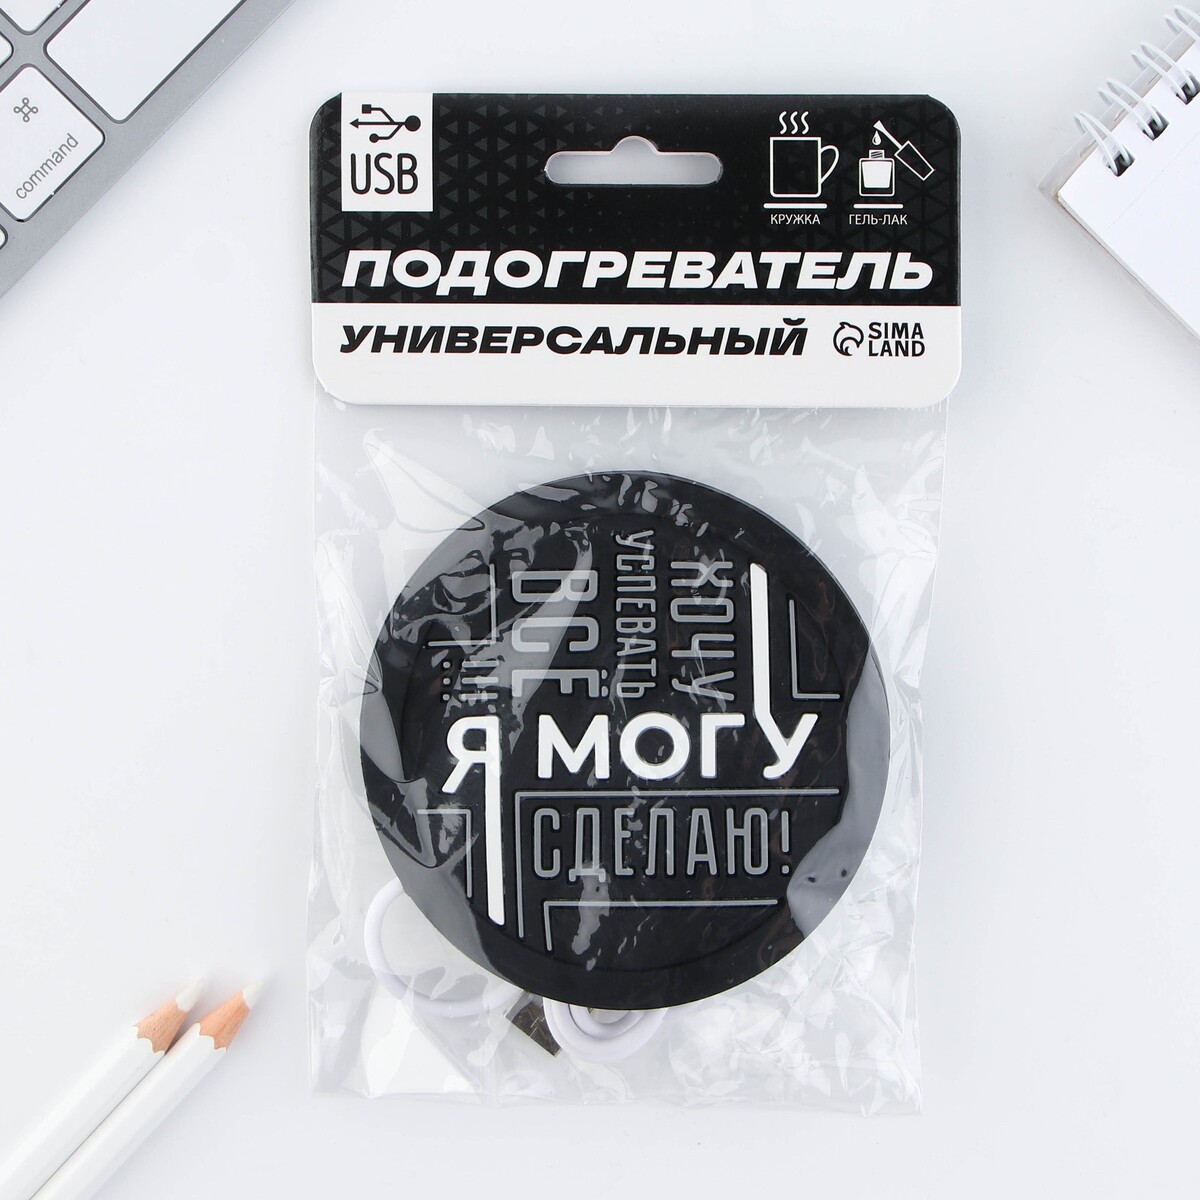 command
USB
КРУЖКА
ГЕЛЬ-ЛАК
ПОДОГРЕВАТЕЛЬ
УНИВЕРСАЛЬНЫЙ
SIMA
LAND
ХОЧУ
УСПЕВАТЬ
ВСЁ
Я МОГУ
СДЕЛАЮ!